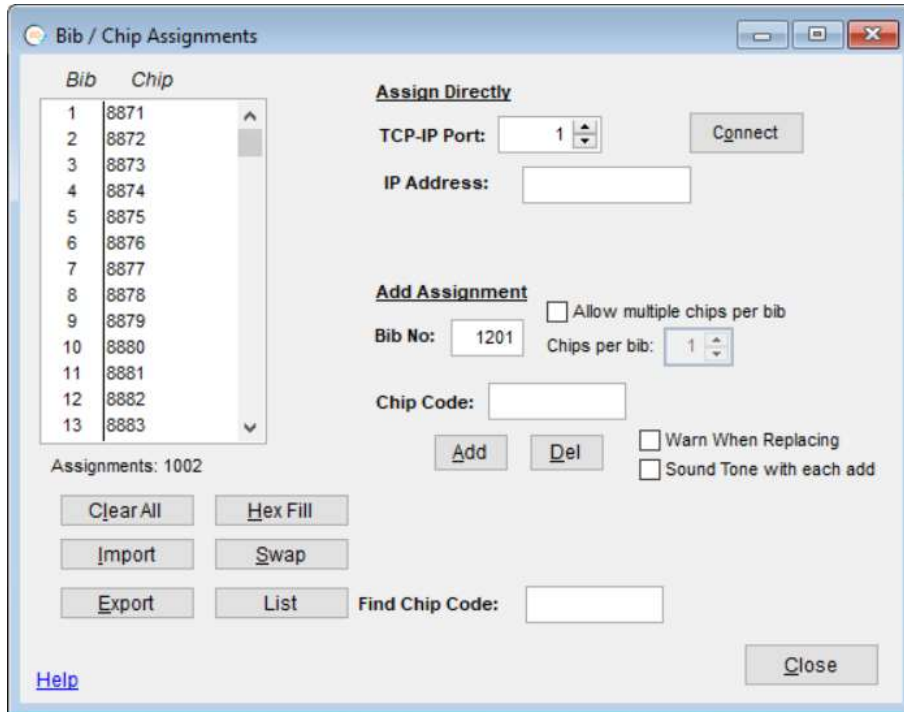 Bib / Chip Assignments
Bib Chip
1 8871
2 8872
3 8873
4 8874
5 8875
6 8876
7 8877
8 8878
9 8879
10 8880
11 8881
12 8882
13 8883
Assignments: 1002
Clear All Hex Fill
Import Swap
Export List
Help
Assign Directly
TCP-IP Port: 1 Connect
IP Address:
Add Assignment
Allow multiple chips per bib
Bib No: 1201 Chips per bib: 1
Chip Code:
Add Del Warn When Replacing
Sound Tone with each add
Find Chip Code:
Close